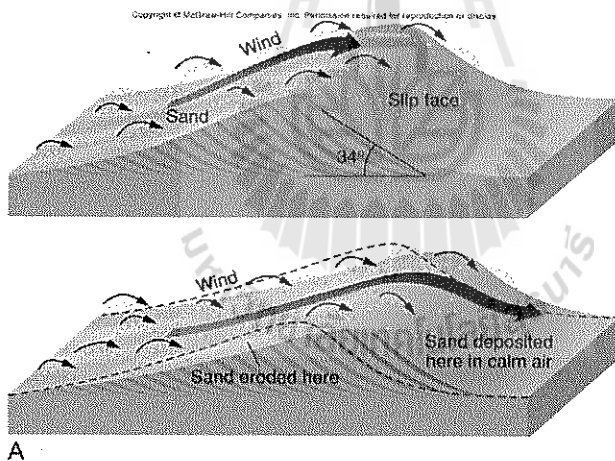 Copyright © McGraw-Hill Companies, Inc. Permission required for reproduction or display
Wind
Sand
Slip face
34°
Wind
Sand deposited
here in calm air
Sand eroded here
A